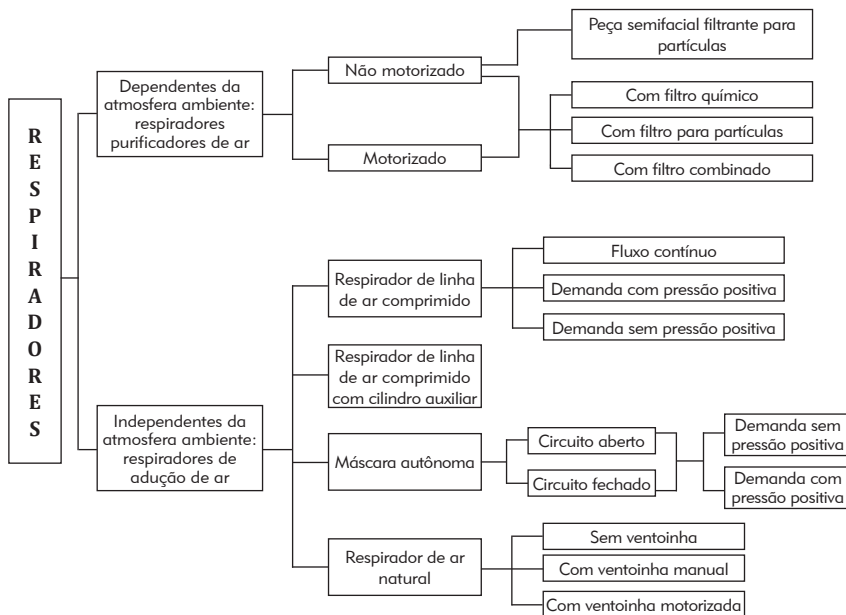 RESPIRADORES
Dependentes da
atmosfera ambiente:
respiradores
purificadores de ar
Não motorizado
Peça semifacial filtrante para
partículas
Motorizado
Com filtro químico
Com filtro para partículas
Com filtro combinado
Independentes da
atmosfera ambiente:
respiradores de
adução de ar
Respirador de linha
de ar comprimido
Fluxo contínuo
Demanda com pressão positiva
Demanda sem pressão positiva
Respirador de linha
de ar comprimido
com cilindro auxiliar
Máscara autônoma
Circuito aberto
Circuito fechado
Demanda sem
pressão positiva
Demanda com
pressão positiva
Respirador de ar
natural
Sem ventoinha
Com ventoinha manual
Com ventoinha motorizada